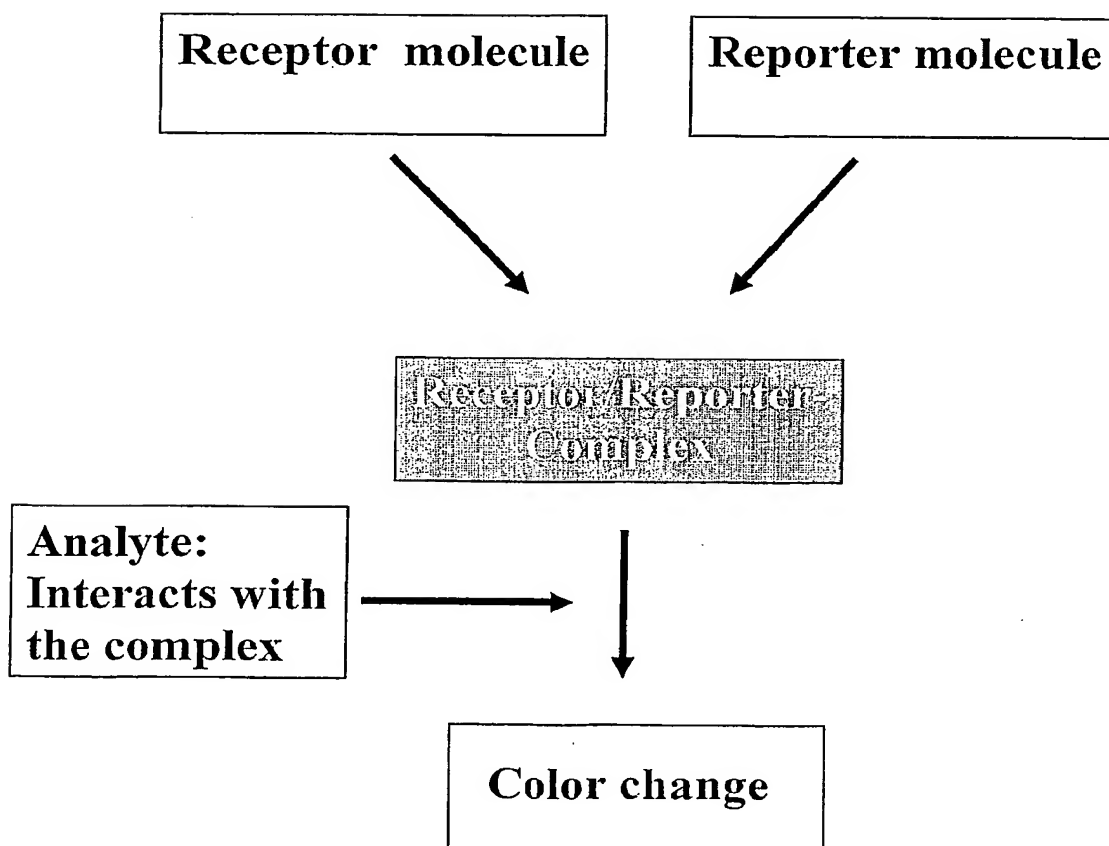 Receptor molecule
Reporter molecule
Receptor/Reporter-
Complex
Analyte:
Interacts with
the complex
Color change